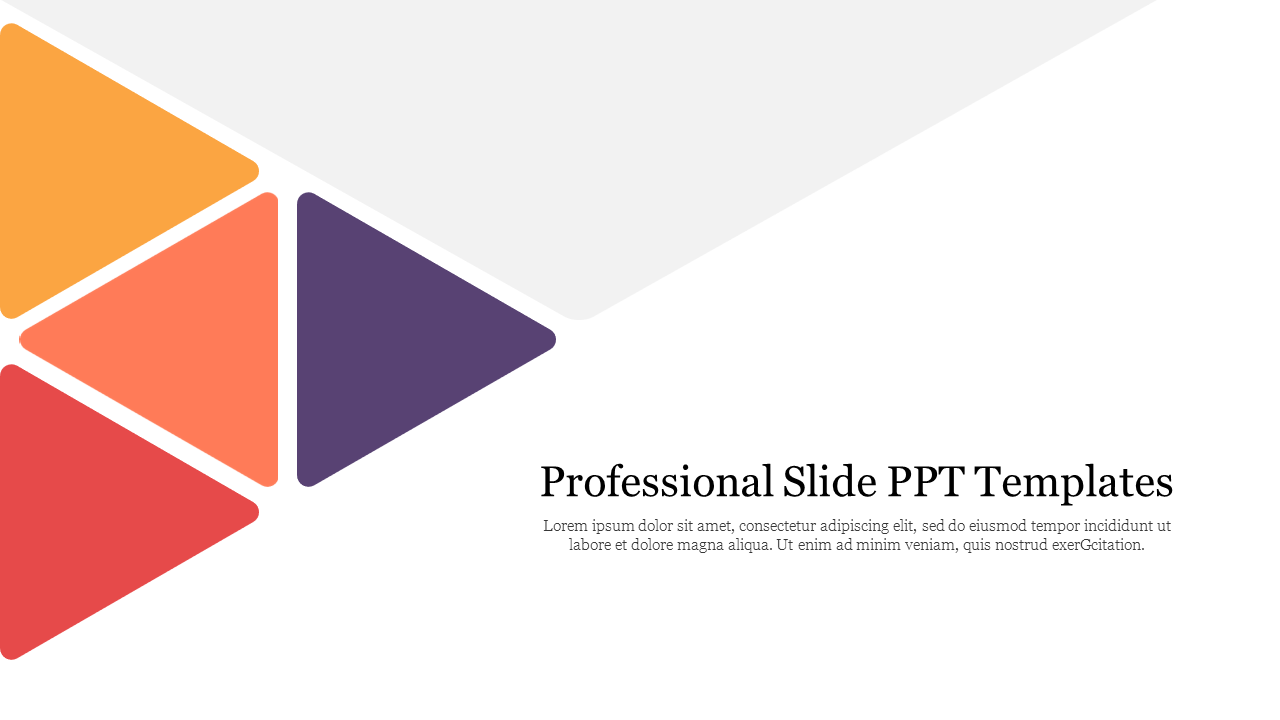 Professional Slide PPT Templates
Lorem ipsum dolor sit amet, consectetur adipiscing elit, sed do eiusmod tempor incididunt ut
labore et dolore magna aliqua. Ut enim ad minim veniam, quis nostrud exerGcitation.